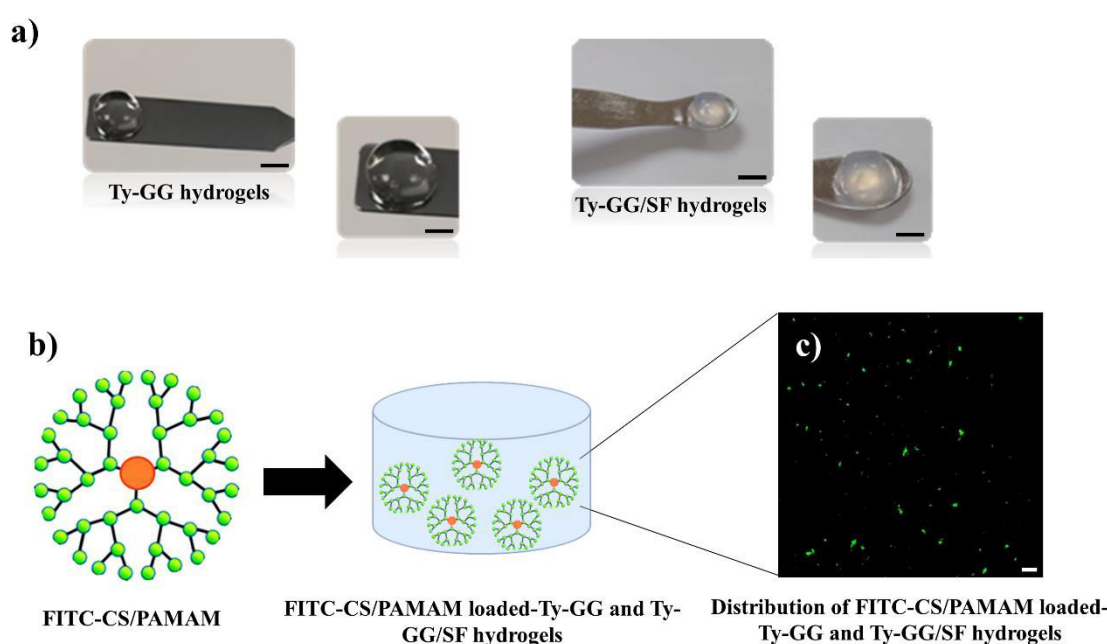 a)
Ty-GG hydrogels
Ty-GG/SF hydrogels
b)
c)
FITC-CS/PAMAM
FITC-CS/PAMAM loaded-Ty-GG and Ty-
GG/SF hydrogels
Distribution of FITC-CS/PAMAM loaded-
Ty-GG and Ty-GG/SF hydrogels